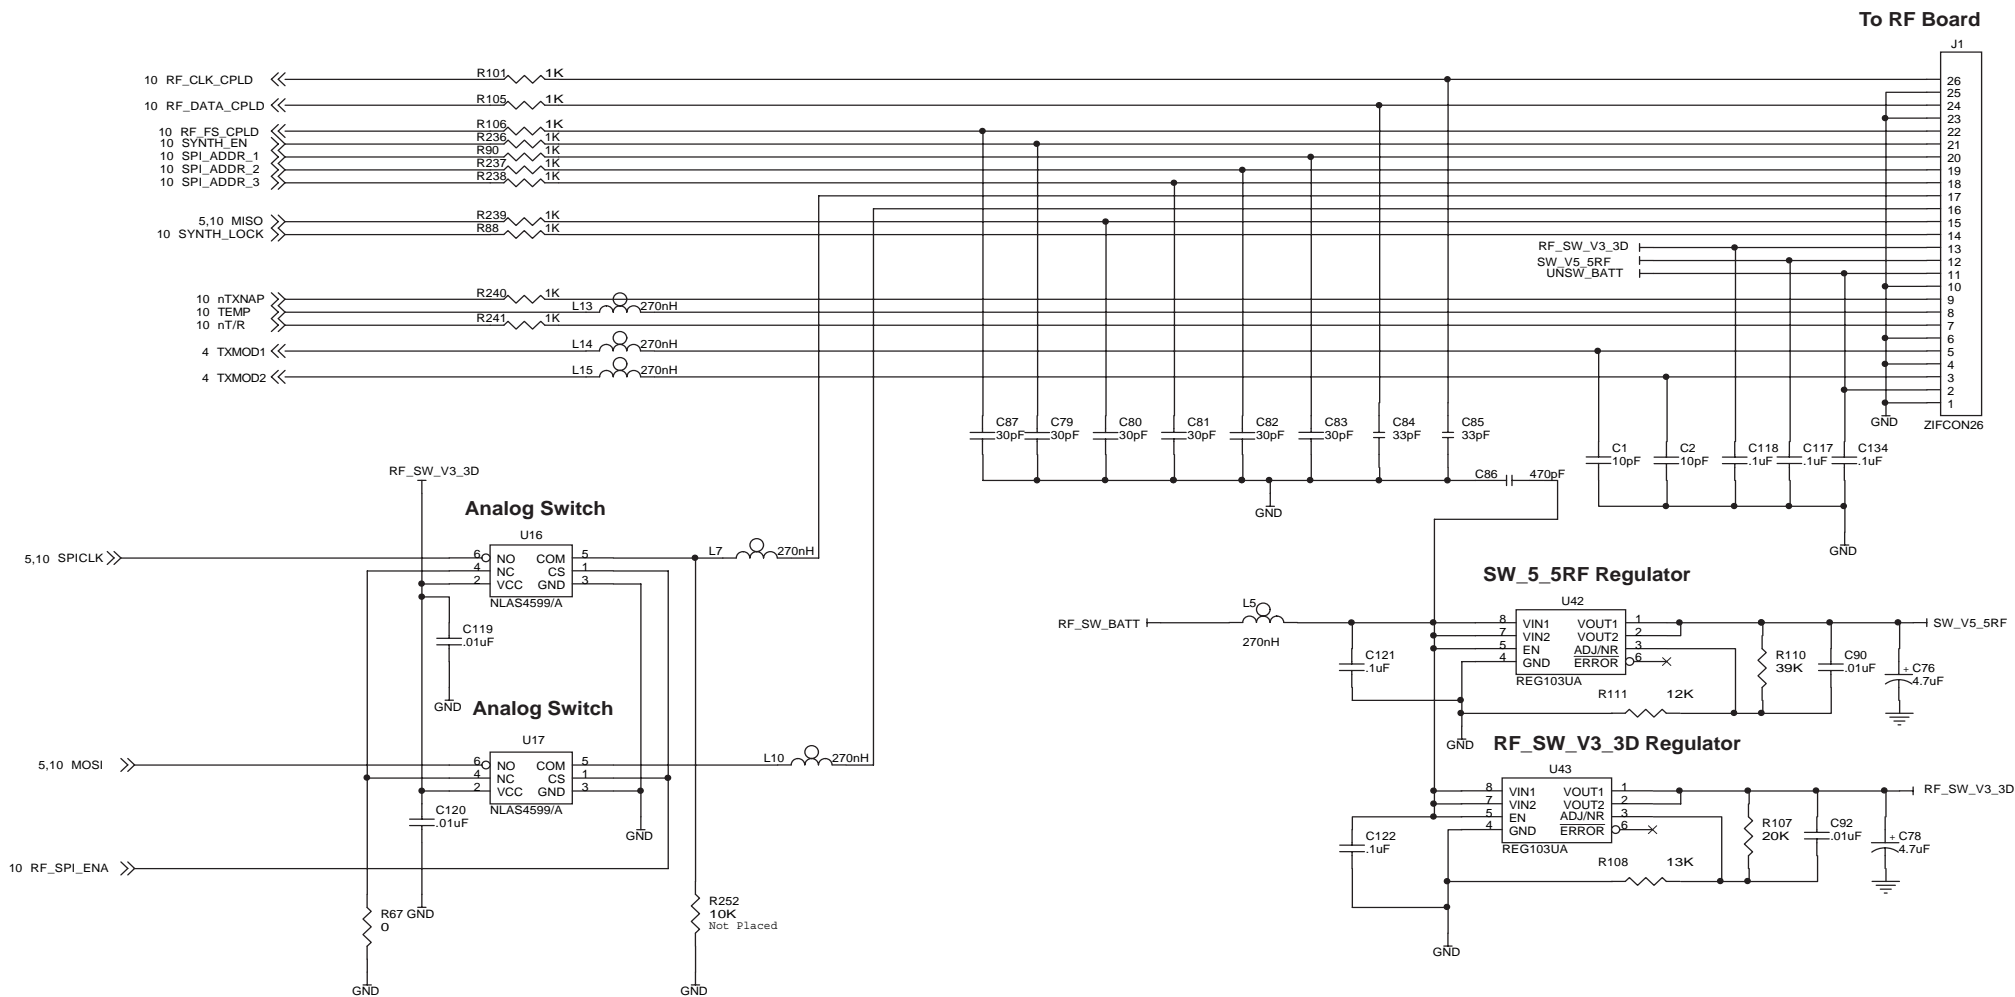 To RF Board
J1
10 RF_CLK_CPLD R101 1K 26
25
10 RF_DATA_CPLD R105 1K 24
23
10 RF_FS_CPLD R106 1K 22
10 SYNTH_EN R236 1K 21
10 SPI_ADDR_1 R90 1K 20
10 SPI_ADDR_2 R237 1K 19
10 SPI_ADDR_3 R238 1K 18
17
16
5,10 MISO R239 1K 15
10 SYNTH_LOCK R88 1K 14
RF_SW_V3_3D 13
SW_V5_5RF 12
UNSW_BATT 11
10
10 nTXNAP R240 1K 9
10 TEMP L13 270nH 8
10 nT/R R241 1K 7
6
4 TXMOD1 L14 270nH 5
4
4 TXMOD2 L15 270nH 3
2
1
GND
ZIFCON26
C87 C79 C80 C81 C82 C83 C84 C85
30pF 30pF 30pF 30pF 30pF 30pF 33pF 33pF
C1 C2 C118 C117 C134
10pF 10pF .1uF .1uF .1uF
C86 470pF
GND
GND
RF_SW_V3_3D
Analog Switch
U16
5,10 SPICLK 6 NO COM 5 L7 270nH
4 NC CS 1
2 VCC GND 3
NLAS4599/A
C119
.01uF
GND
Analog Switch
U17
5,10 MOSI 6 NO COM 5 L10 270nH
4 NC CS 1
2 VCC GND 3
NLAS4599/A
C120
.01uF
GND
10 RF_SPI_ENA
R67 GND
0
R252
10K
Not Placed
GND GND
SW_5_5RF Regulator
U42
RF_SW_BATT L5 8 VIN1 VOUT1 1 SW_V5_5RF
270nH 7 VIN2 VOUT2 2
5 EN ADJ/NR 3
4 GND ERROR 6
REG103UA
C121
.1uF
R110
39K
C90
.01uF
+ C76
4.7uF
R111 12K
GND
RF_SW_V3_3D Regulator
U43
8 VIN1 VOUT1 1 RF_SW_V3_3D
7 VIN2 VOUT2 2
5 EN ADJ/NR 3
4 GND ERROR 6
REG103UA
C122
.1uF
R107
20K
C92
.01uF
+ C78
4.7uF
R108 13K
GND